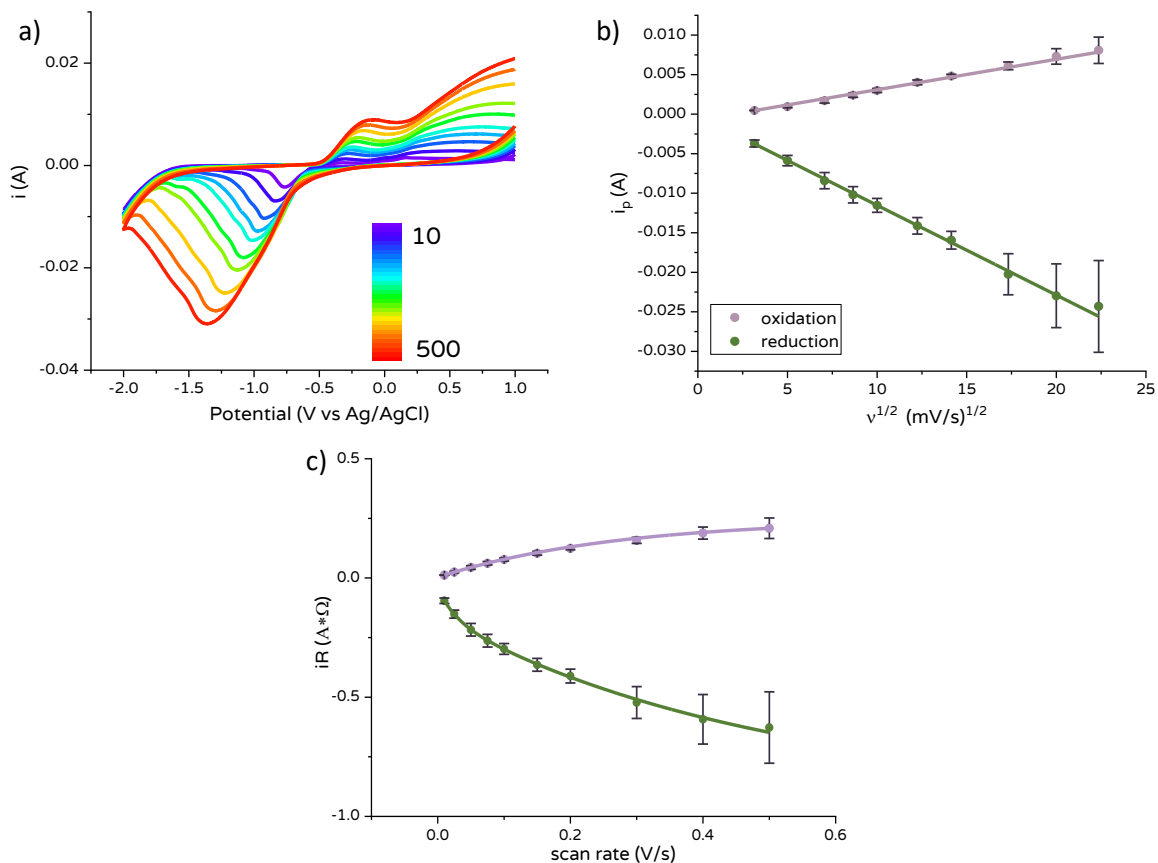 a)
0.02
0.00
-0.02
-0.04
i (A)
10
500
-2.0 -1.5 -1.0 -0.5 0.0 0.5 1.0
Potential (V vs Ag/AgCl)
b)
0.010
0.005
0.000
-0.005
-0.010
-0.015
-0.020
-0.025
-0.030
i_p (A)
oxidation
reduction
0 5 10 15 20 25
ν^1/2 (mV/s)^1/2
c)
0.5
0.0
-0.5
-1.0
iR (A*Ω)
0.0 0.2 0.4 0.6
scan rate (V/s)